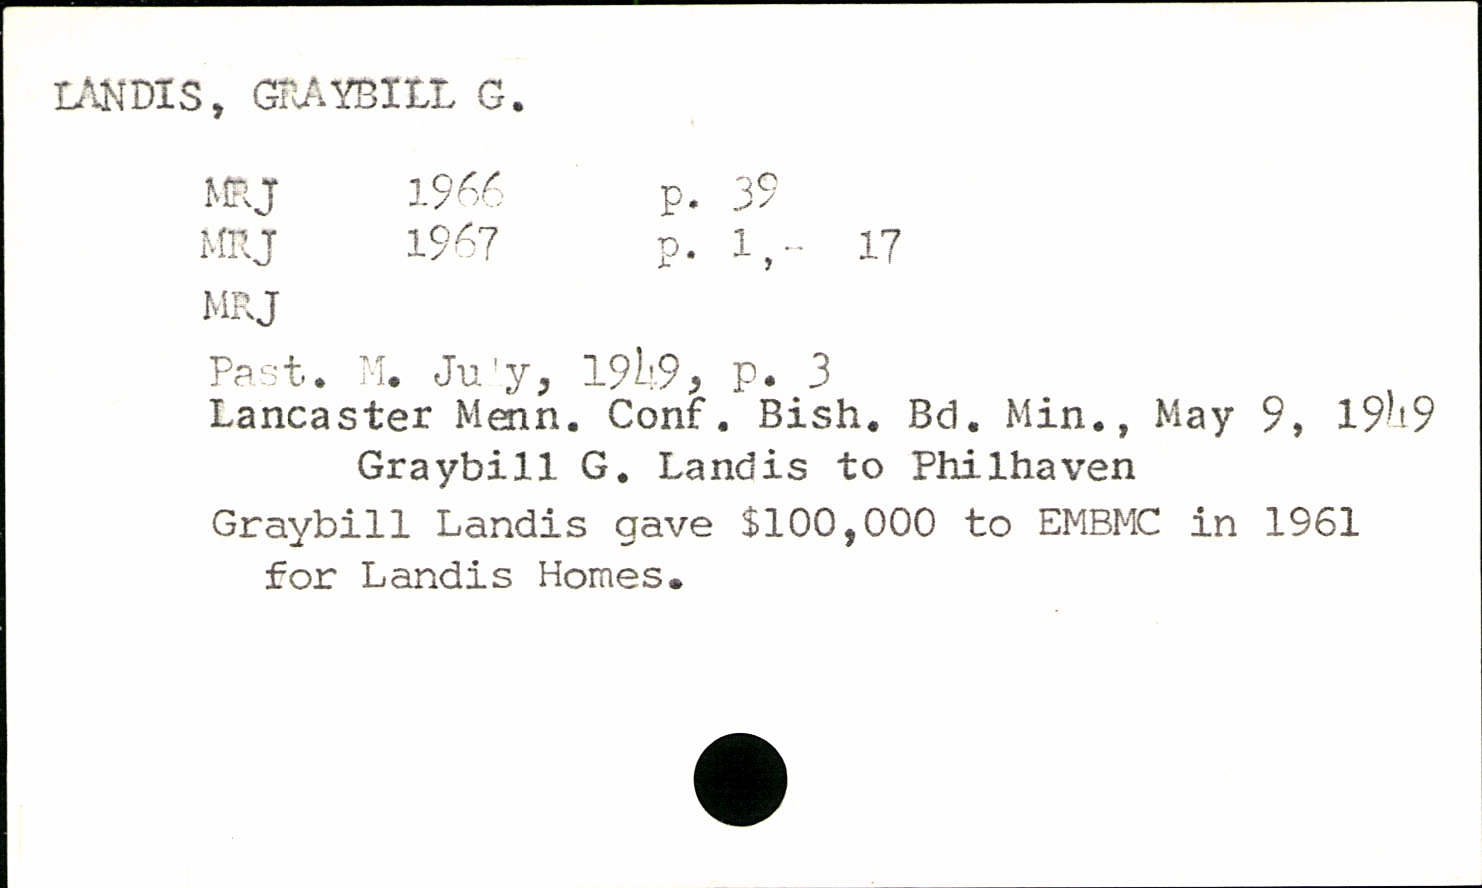 LANDIS, GRAYBILL G.
MRJ 1966 p. 39
MRJ 1967 p. 1,- 17
MRJ
Past. M. July, 1949, p. 3
Lancaster Menn. Conf. Bish. Bd. Min., May 9, 1949
Graybill G. Landis to Philhaven
Graybill Landis gave $100,000 to EMBMC in 1961
for Landis Homes.